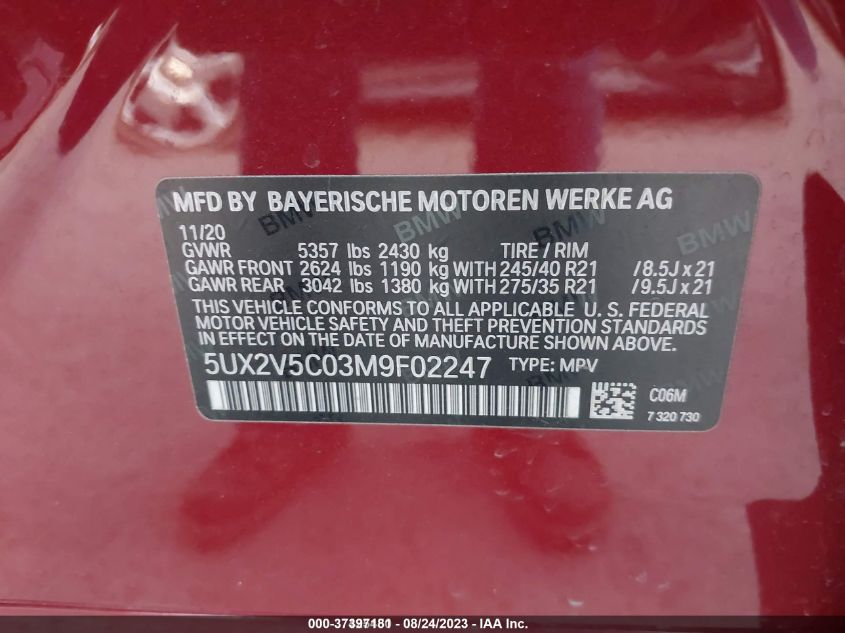 MFD BY BAYERISCHE MOTOREN WERKE AG
11/20
GVWR 5357 lbs 2430 kg TIRE / RIM
GAWR FRONT 2624 lbs 1190 kg WITH 245/40 R21 /8.5J x 21
GAWR REAR 3042 lbs 1380 kg WITH 275/35 R21 /9.5J x 21
THIS VEHICLE CONFORMS TO ALL APPLICABLE U. S. FEDERAL
MOTOR VEHICLE SAFETY AND THEFT PREVENTION STANDARDS
IN EFFECT ON THE DATE OF MANUFACTURE SHOWN ABOVE.
5UX2V5C03M9F02247 TYPE: MPV
C06M
7 320 730
000-37397181 - 08/24/2023 - IAA Inc.